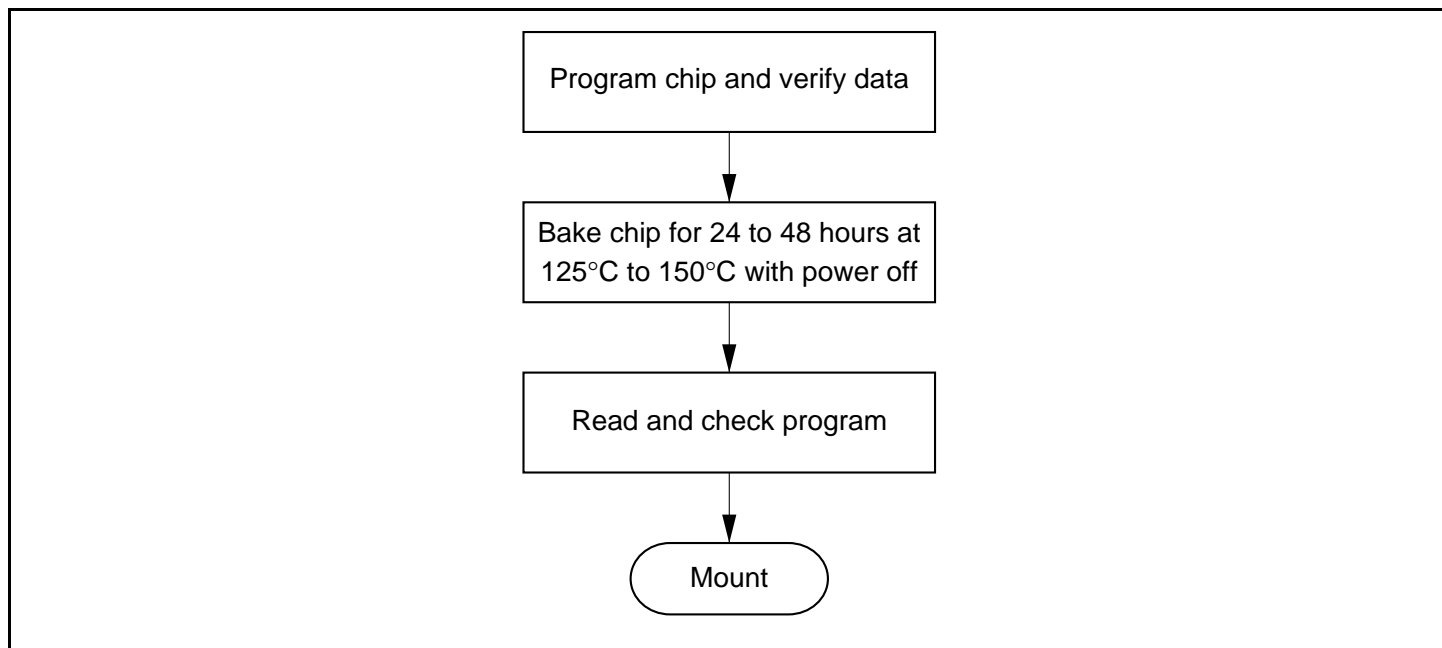 Program chip and verify data
Bake chip for 24 to 48 hours at
125°C to 150°C with power off
Read and check program
Mount